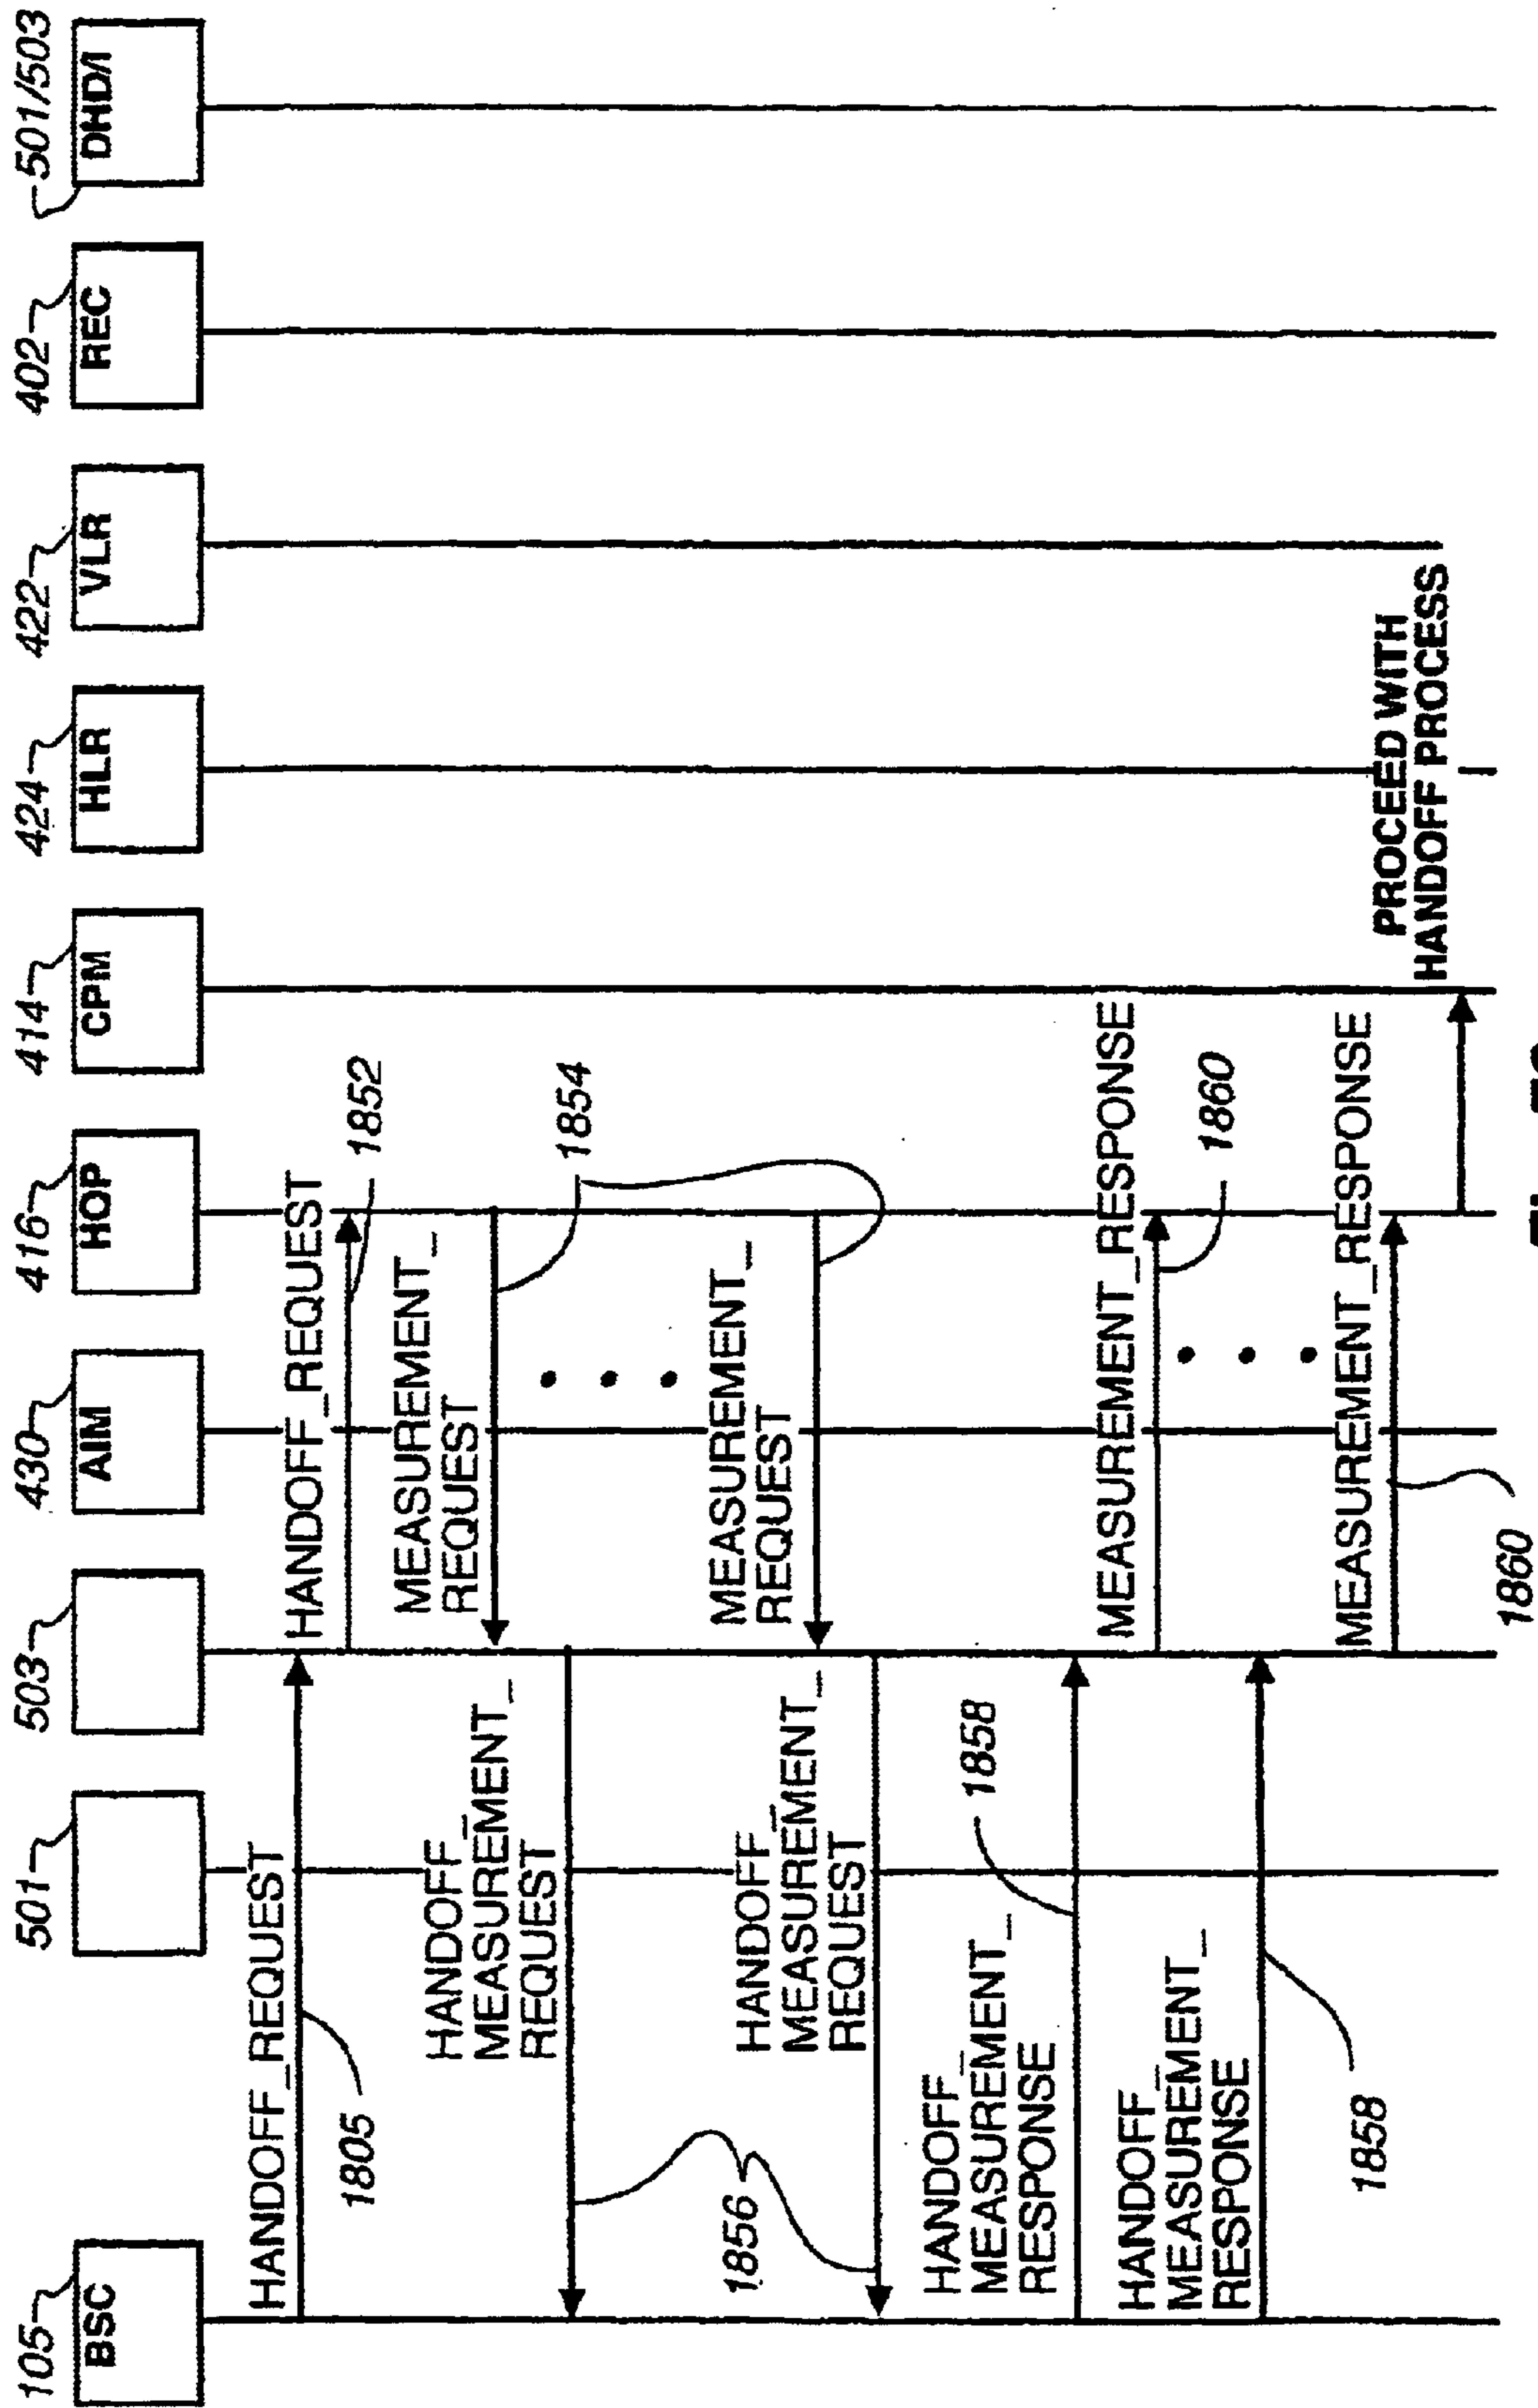 105
BSC
501
503
430
AIM
416
HOP
414
CPM
424
HLR
422
VLR
402
REC
501/503
DHD/I
HANDOFF_REQUEST
1805
HANDOFF_REQUEST
1852
MEASUREMENT_
REQUEST
1854
HANDOFF_
MEASUREMENT_
REQUEST
1856
MEASUREMENT_
REQUEST
HANDOFF_
MEASUREMENT_
REQUEST
HANDOFF_
MEASUREMENT_
RESPONSE
1858
MEASUREMENT_RESPONSE
1860
HANDOFF_
MEASUREMENT_
RESPONSE
1858
MEASUREMENT_RESPONSE
1860
PROCEED WITH
HANDOFF PROCESS